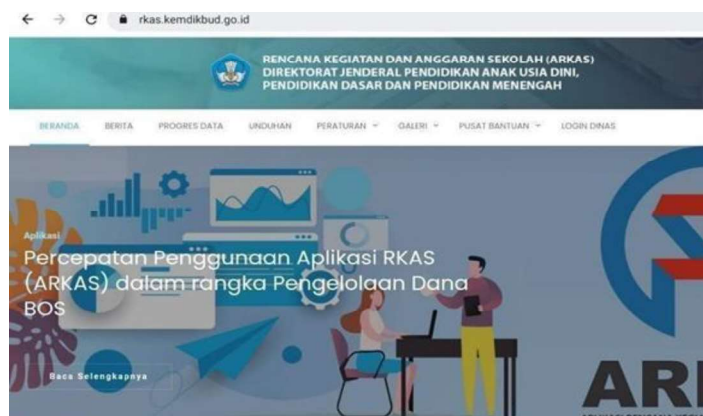 rkas.kemdikbud.go.id
RENCANA KEGIATAN DAN ANGGARAN SEKOLAH (ARKAS)
DIREKTORAT JENDERAL PENDIDIKAN ANAK USIA DINI,
PENDIDIKAN DASAR DAN PENDIDIKAN MENENGAH
BERANDA BERITA PROGRES DATA UNDUHAN PERATURAN GALERI PUSAT BANTUAN LOGIN DINAS
Aplikasi
Percepatan Penggunaan Aplikasi RKAS
(ARKAS) dalam rangka Pengelolaan Dana
BOS
Baca Selengkapnya
ARK